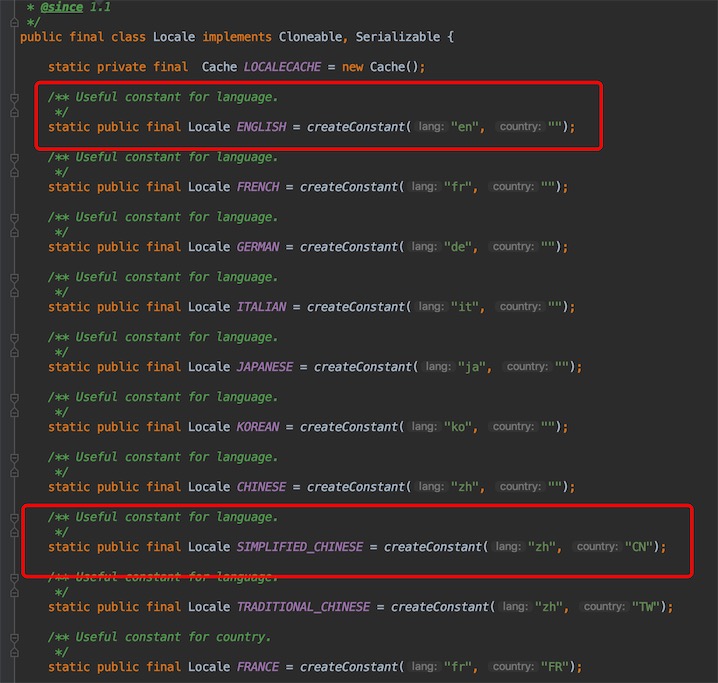 * @since 1.1
*/
public final class Locale implements Cloneable, Serializable {
static private final  Cache LOCALECACHE = new Cache();
/** Useful constant for language.
*/
static public final Locale ENGLISH = createConstant( lang: "en",  country: "");
/** Useful constant for language.
*/
static public final Locale FRENCH = createConstant( lang: "fr",  country: "");
/** Useful constant for language.
*/
static public final Locale GERMAN = createConstant( lang: "de",  country: "");
/** Useful constant for language.
*/
static public final Locale ITALIAN = createConstant( lang: "it",  country: "");
/** Useful constant for language.
*/
static public final Locale JAPANESE = createConstant( lang: "ja",  country: "");
/** Useful constant for language.
*/
static public final Locale KOREAN = createConstant( lang: "ko",  country: "");
/** Useful constant for language.
*/
static public final Locale CHINESE = createConstant( lang: "zh",  country: "");
/** Useful constant for language.
*/
static public final Locale SIMPLIFIED_CHINESE = createConstant( lang: "zh",  country: "CN");
/** Useful constant for language.
*/
static public final Locale TRADITIONAL_CHINESE = createConstant( lang: "zh",  country: "TW");
/** Useful constant for country.
*/
static public final Locale FRANCE = createConstant( lang: "fr",  country: "FR");